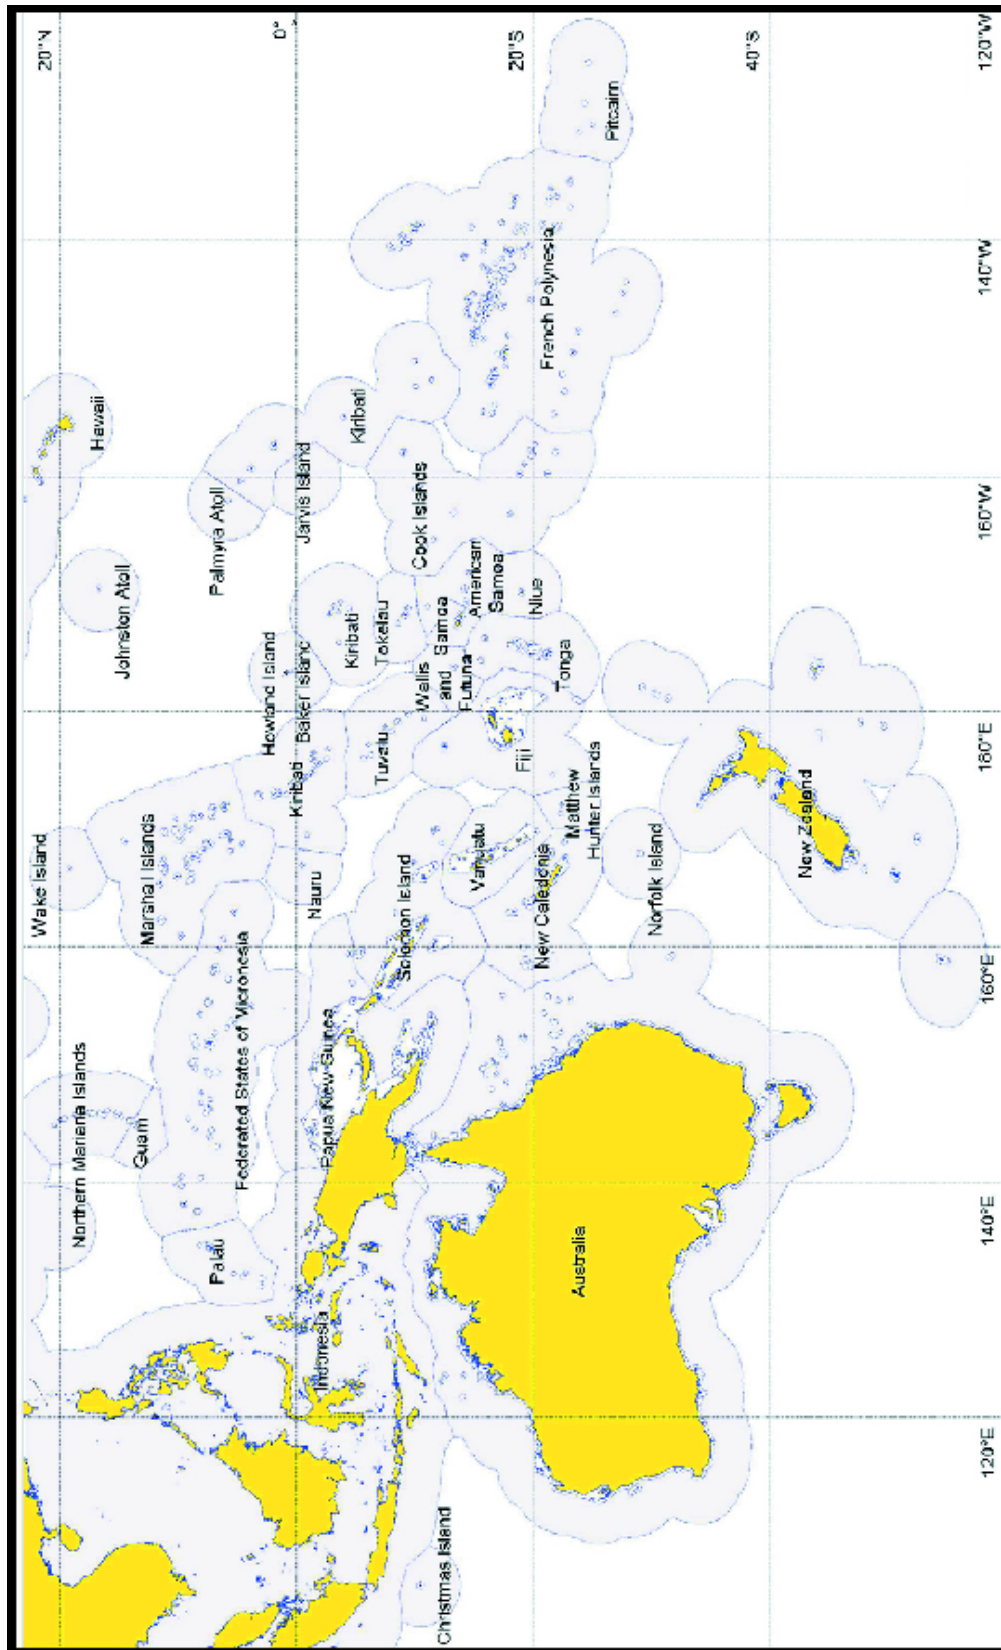 20°N
0°
20°S
40°S
120°W
140°W
160°W
180°E
160°E
140°E
120°E
Wake Island
Northern Mariana Islands
Guam
Palau
Marshall Islands
Federated States of Micronesia
Johnston Atoll
Hawaii
Palmyra Atoll
Jarvis Island
Kiribati
Howland Island
Baker Island
Kiribati
Kiribati
Nauru
Papua New Guinea
Indonesia
Christmas Island
Solomon Island
Tuvalu
Tokelau
Wallis
and
Futuna
Samoa
American
Samoa
Cook Islands
French Polynesia
Pitcairn
Niue
Tonga
Fiji
Vanuatu
New Caledonia
Matthew
Hunter Islands
Norfolk Island
New Zealand
Australia